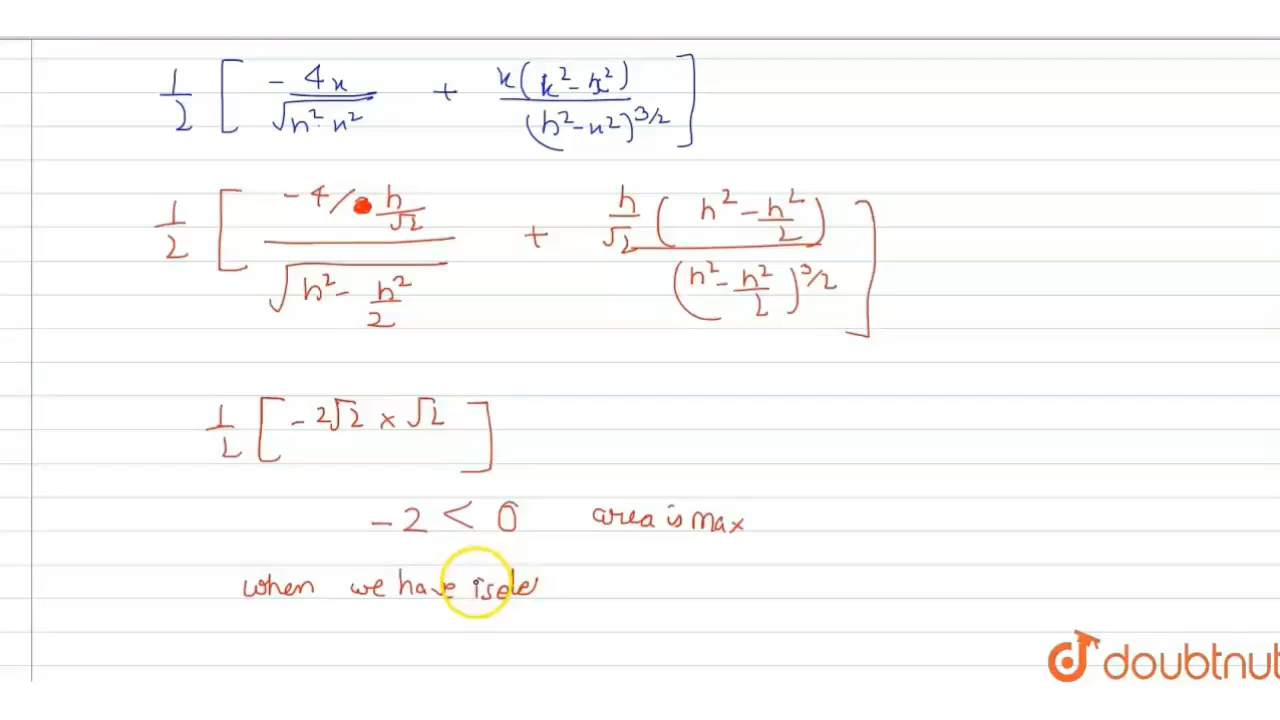 1/2 [ -4x/√(h²-x²) + x(h²-x²)/(h²-x²)^3/2 ]
1/2 [ -4/ h/√2 / √(h²-h²/2) + h/√2 (h²-h²/2) / (h²-h²/2)^3/2 ]
1/2 [ -2√2 × √2 ]
-2 < 0 area is max
when we have
doubtnut